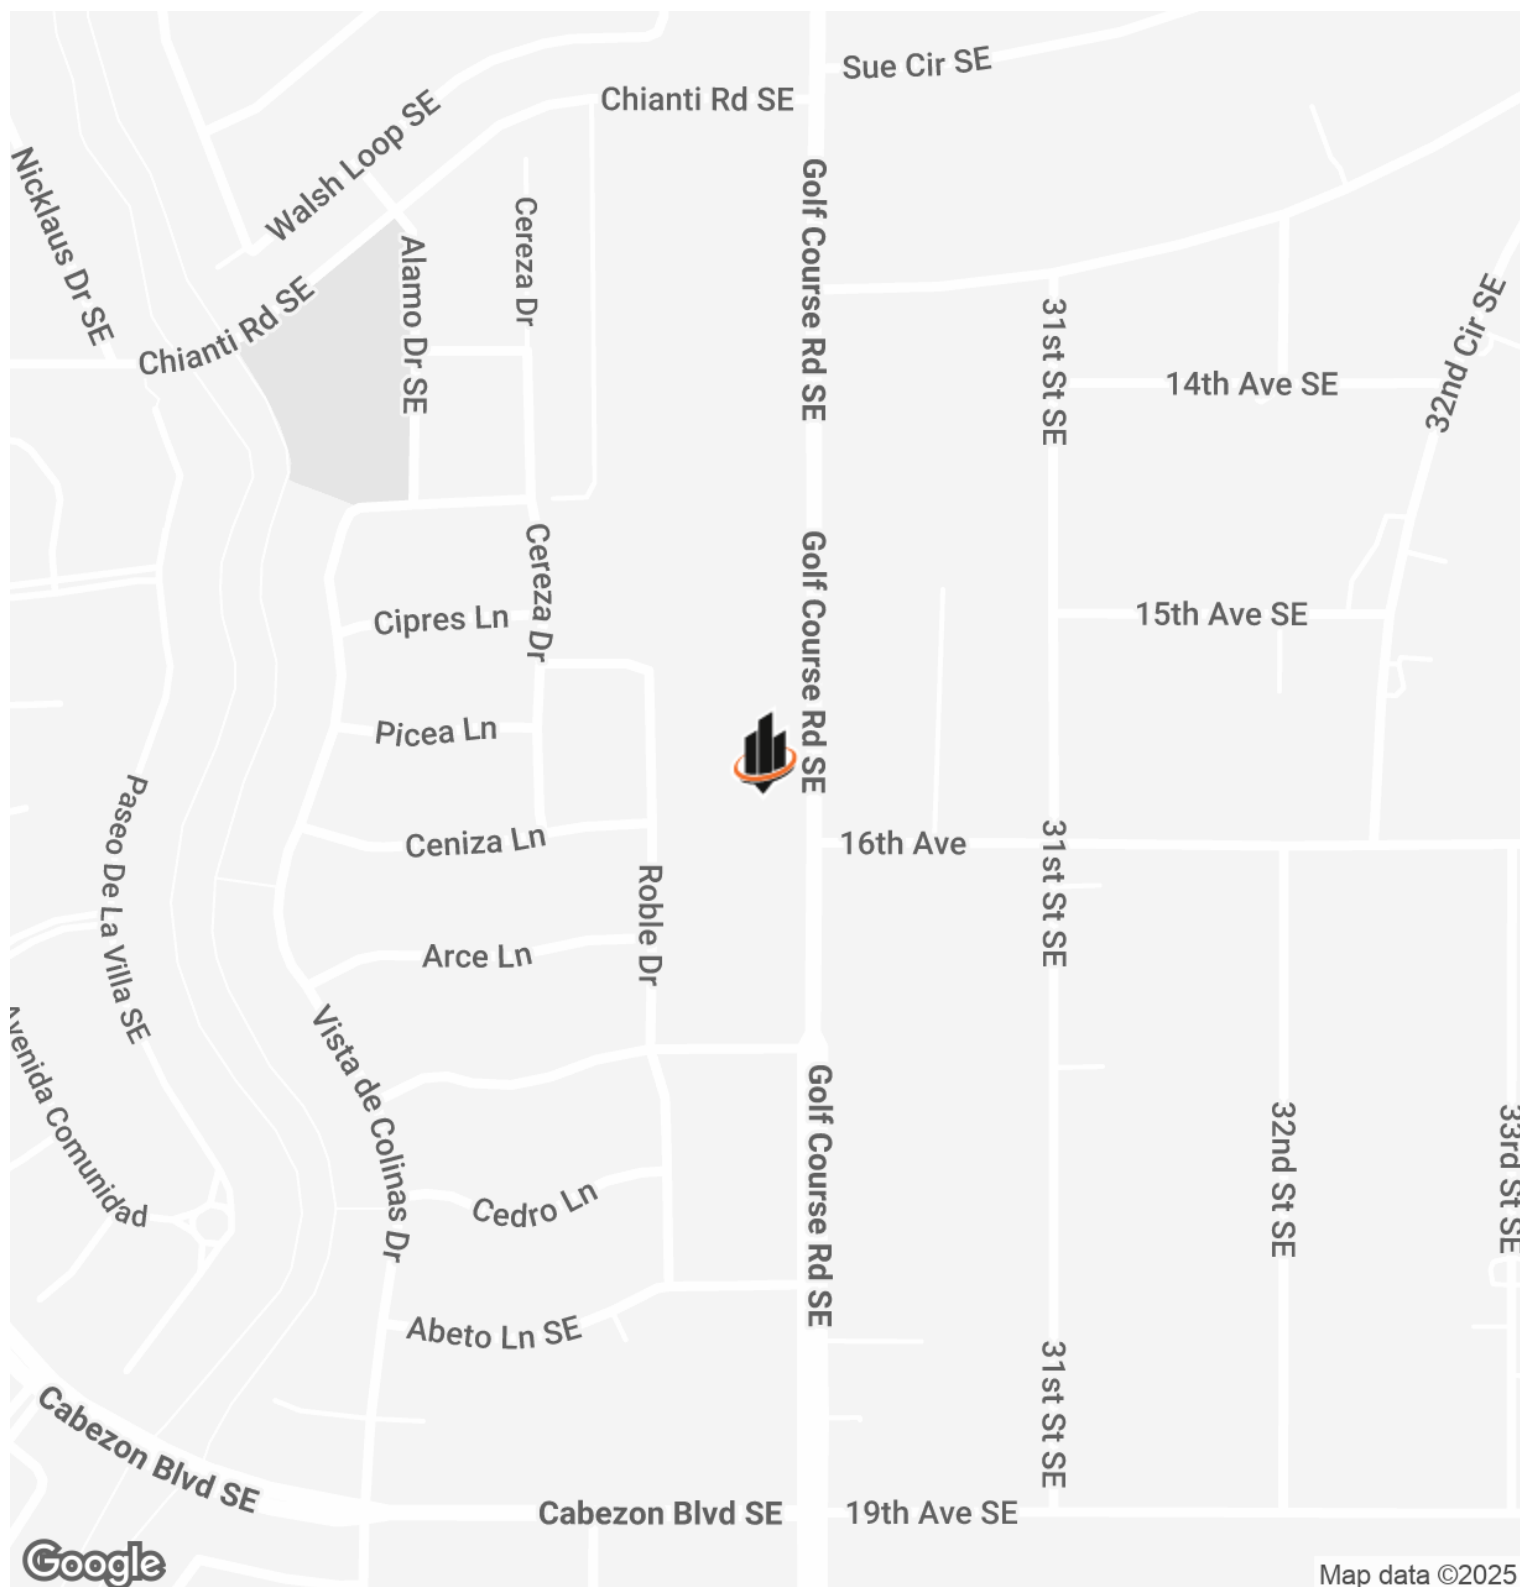 Sue Cir SE
Chianti Rd SE
Walsh Loop SE
Nicklaus Dr SE
Golf Course Rd SE
Cereza Dr
Alamo Dr SE
Chianti Rd SE
31st St SE
32nd Cir SE
14th Ave SE
Cereza Dr
Golf Course Rd SE
Cipres Ln
15th Ave SE
Picea Ln
Paseo De La Villa SE
Ceniza Ln
16th Ave
31st St SE
Roble Dr
Arce Ln
Vista de Colinas Dr
Avenida Comunidad
Golf Course Rd SE
32nd St SE
33rd St SE
Cedro Ln
Abeto Ln SE
31st St SE
Cabezon Blvd SE
Cabezon Blvd SE
19th Ave SE
Google
Map data ©2025